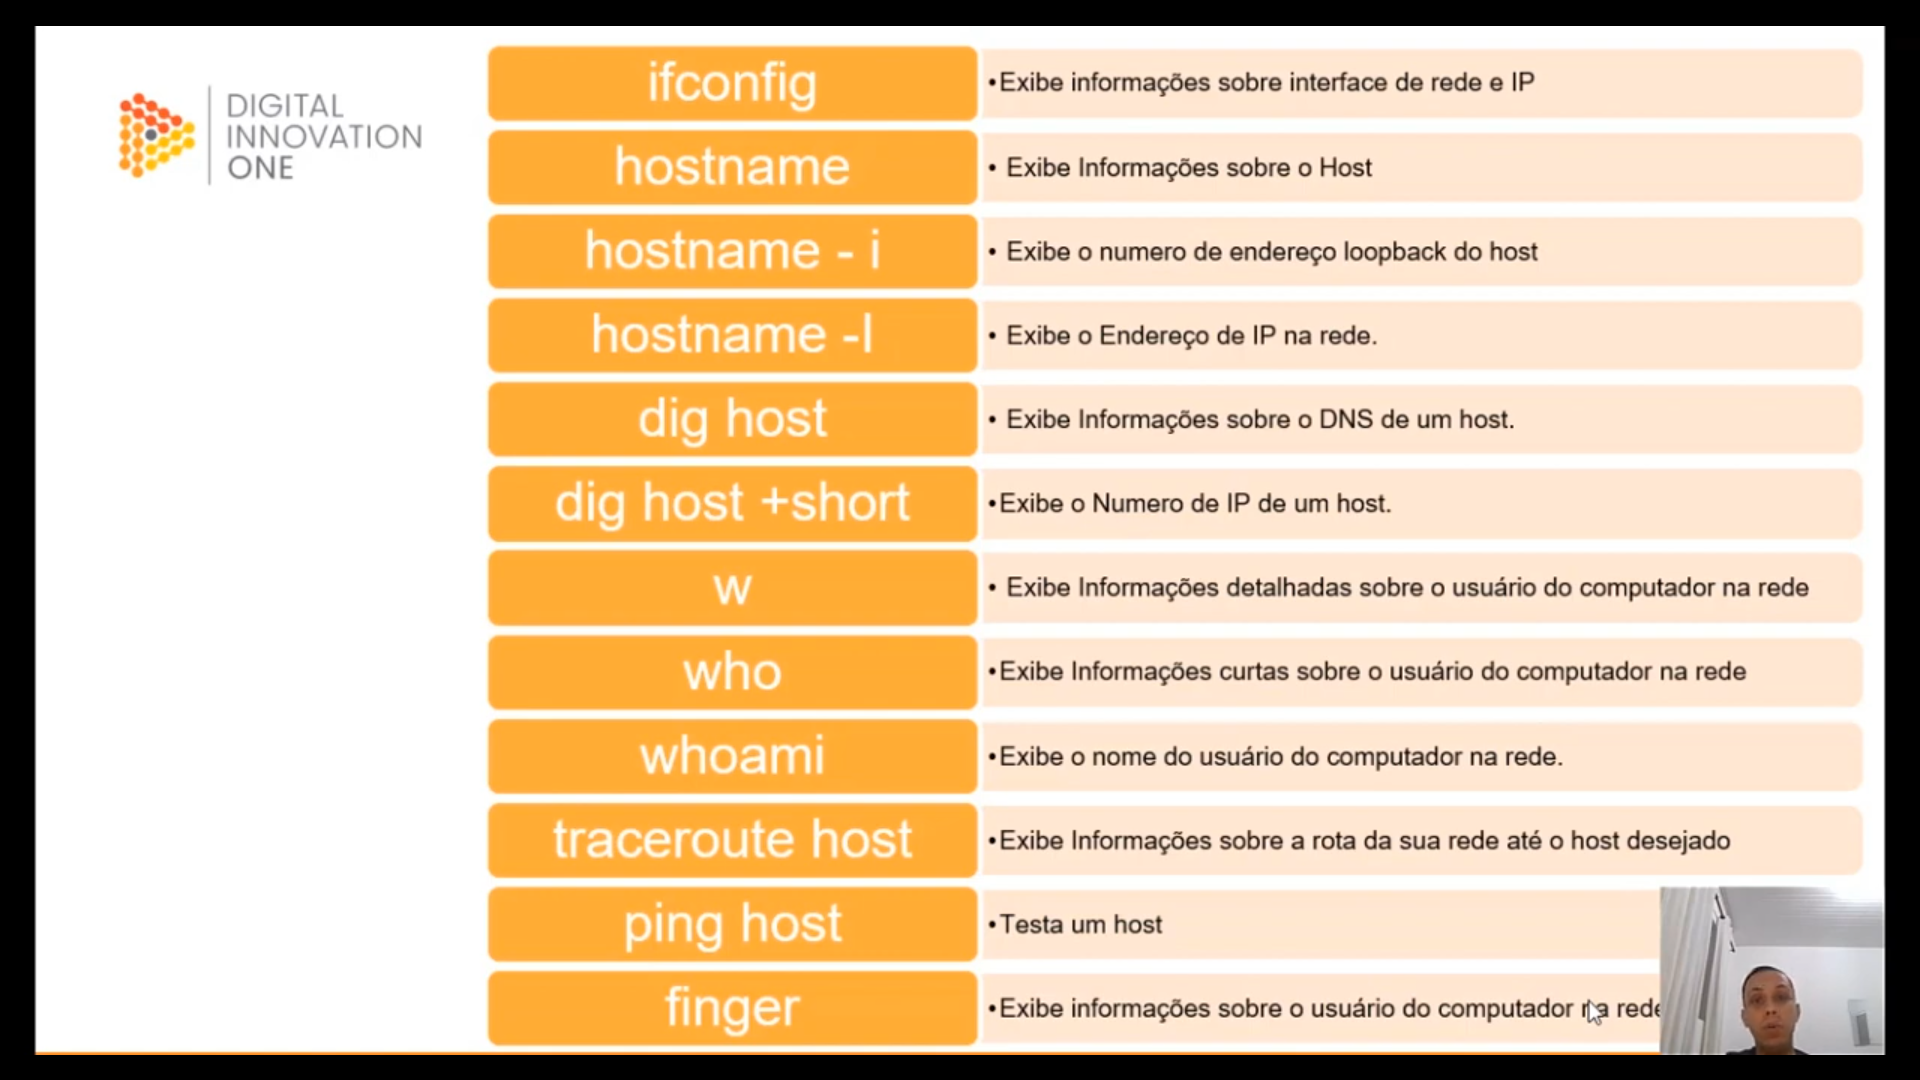 DIGITAL
INNOVATION
ONE
ifconfig
•Exibe informações sobre interface de rede e IP
hostname
• Exibe Informações sobre o Host
hostname - i
• Exibe o numero de endereço loopback do host
hostname -I
• Exibe o Endereço de IP na rede.
dig host
• Exibe Informações sobre o DNS de um host.
dig host +short
•Exibe o Numero de IP de um host.
w
• Exibe Informações detalhadas sobre o usuário do computador na rede
who
•Exibe Informações curtas sobre o usuário do computador na rede
whoami
•Exibe o nome do usuário do computador na rede.
traceroute host
•Exibe Informações sobre a rota da sua rede até o host desejado
ping host
•Testa um host
finger
•Exibe informações sobre o usuário do computador na rede